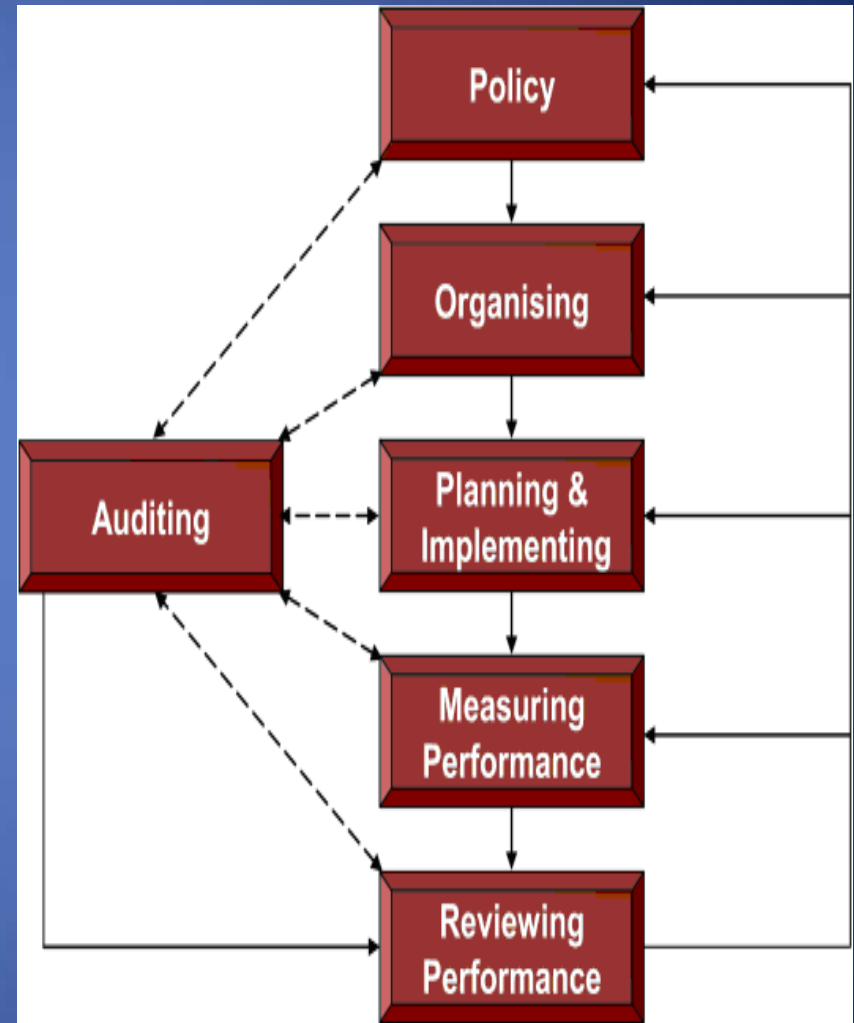 Policy
Organising
Auditing
Planning &
Implementing
Measuring
Performance
Reviewing
Performance